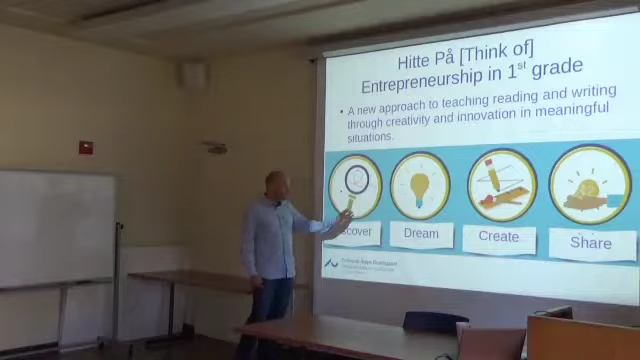 Hitte På [Think of]
Entrepreneurship in 1st grade
• A new approach to teaching reading and writing
through creativity and innovation in meaningful
situations.
scover
Dream
Create
Share